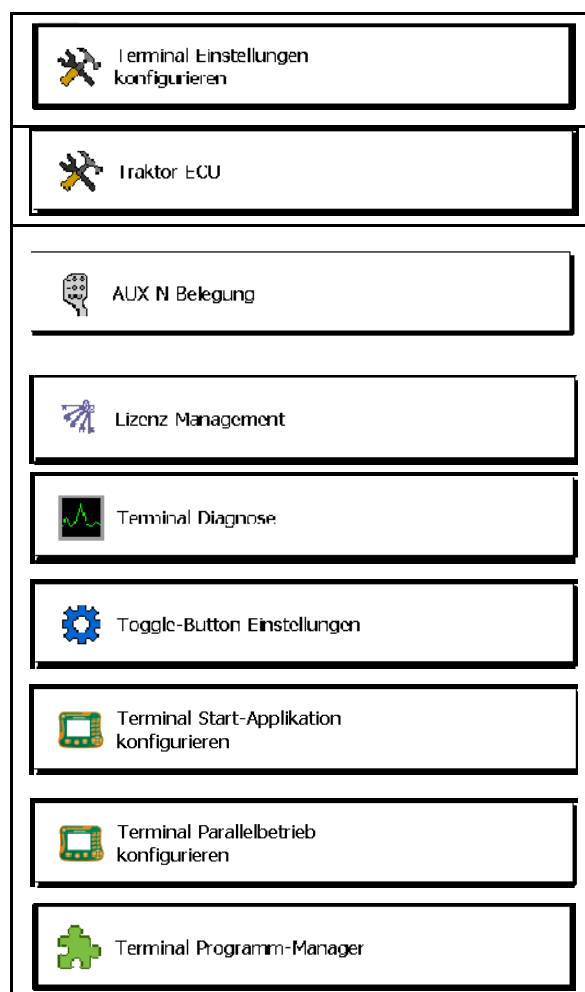 Terminal Einstellungen
konfigurieren
Traktor ECU
AUX N Belegung
Lizenz Management
Terminal Diagnose
Toggle-Button Einstellungen
Terminal Start-Applikation
konfigurieren
Terminal Parallelbetrieb
konfigurieren
Terminal Programm-Manager